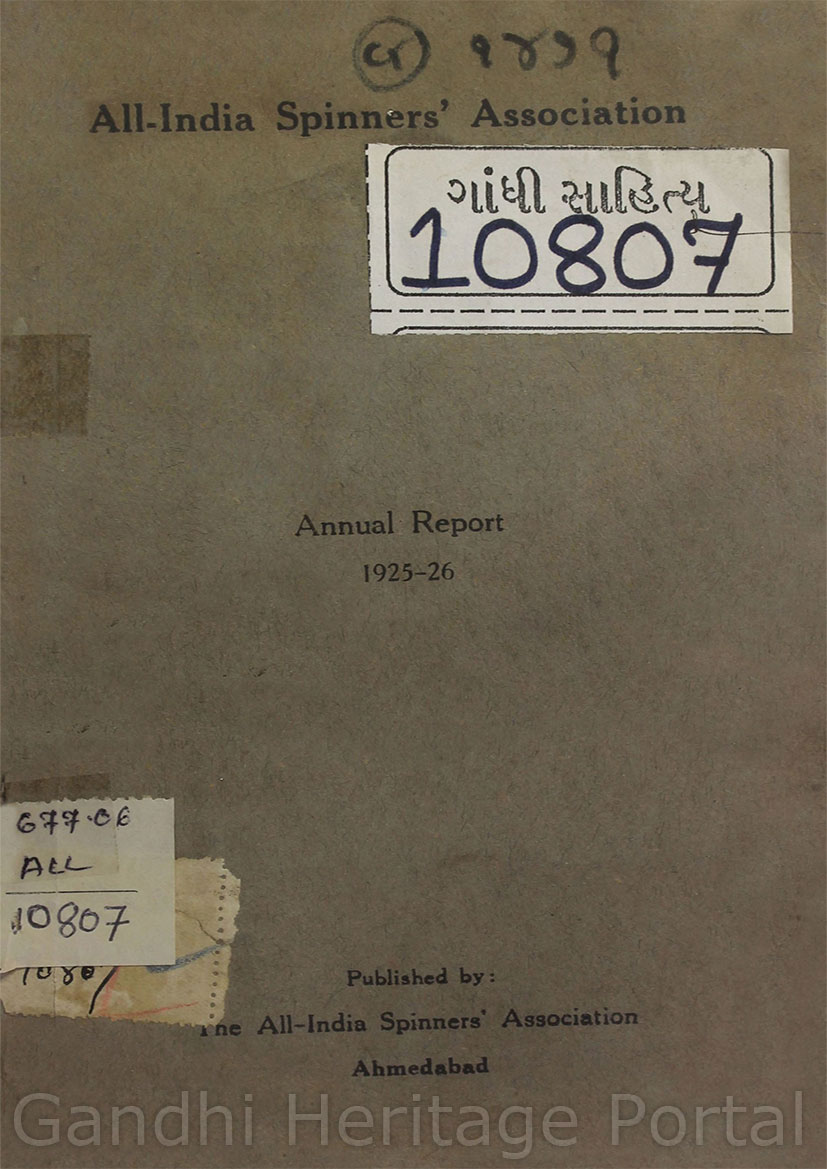 વ ૧૪૭૧
All-India Spinners' Association
ગાંધી સાહિત્ય
10807
Annual Report
1925-26
677.06
ALL
10807
10807
Published by:
The All-India Spinners' Association
Ahmedabad
Gandhi Heritage Portal